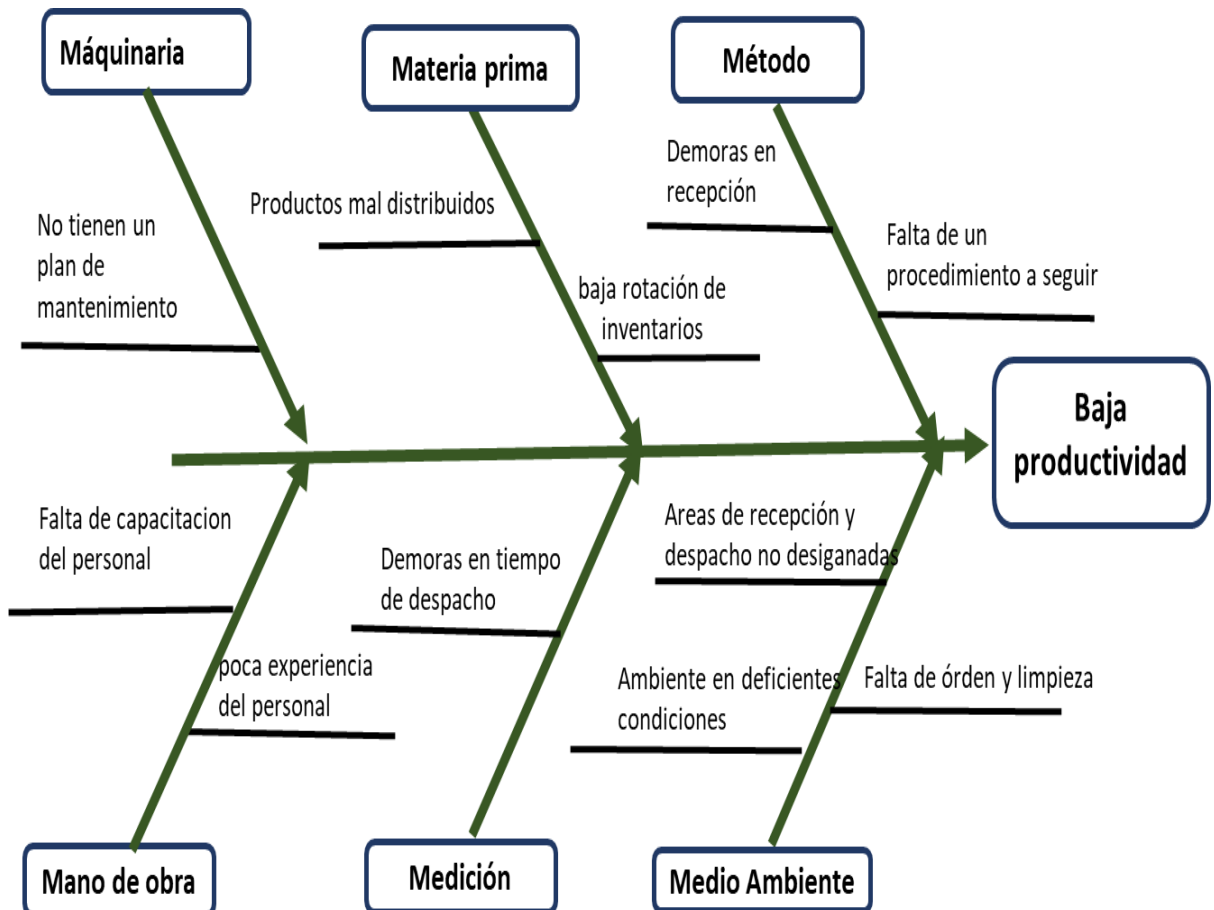 Máquinaria
Materia prima
Método
No tienen un
plan de
mantenimiento
Productos mal distribuidos
baja rotación de
inventarios
Demoras en
recepción
Falta de un
procedimiento a seguir
Baja
productividad
Falta de capacitacion
del personal
poca experiencia
del personal
Demoras en tiempo
de despacho
Areas de recepción y
despacho no desiganadas
Ambiente en deficientes
condiciones
Falta de órden y limpieza
Mano de obra
Medición
Medio Ambiente